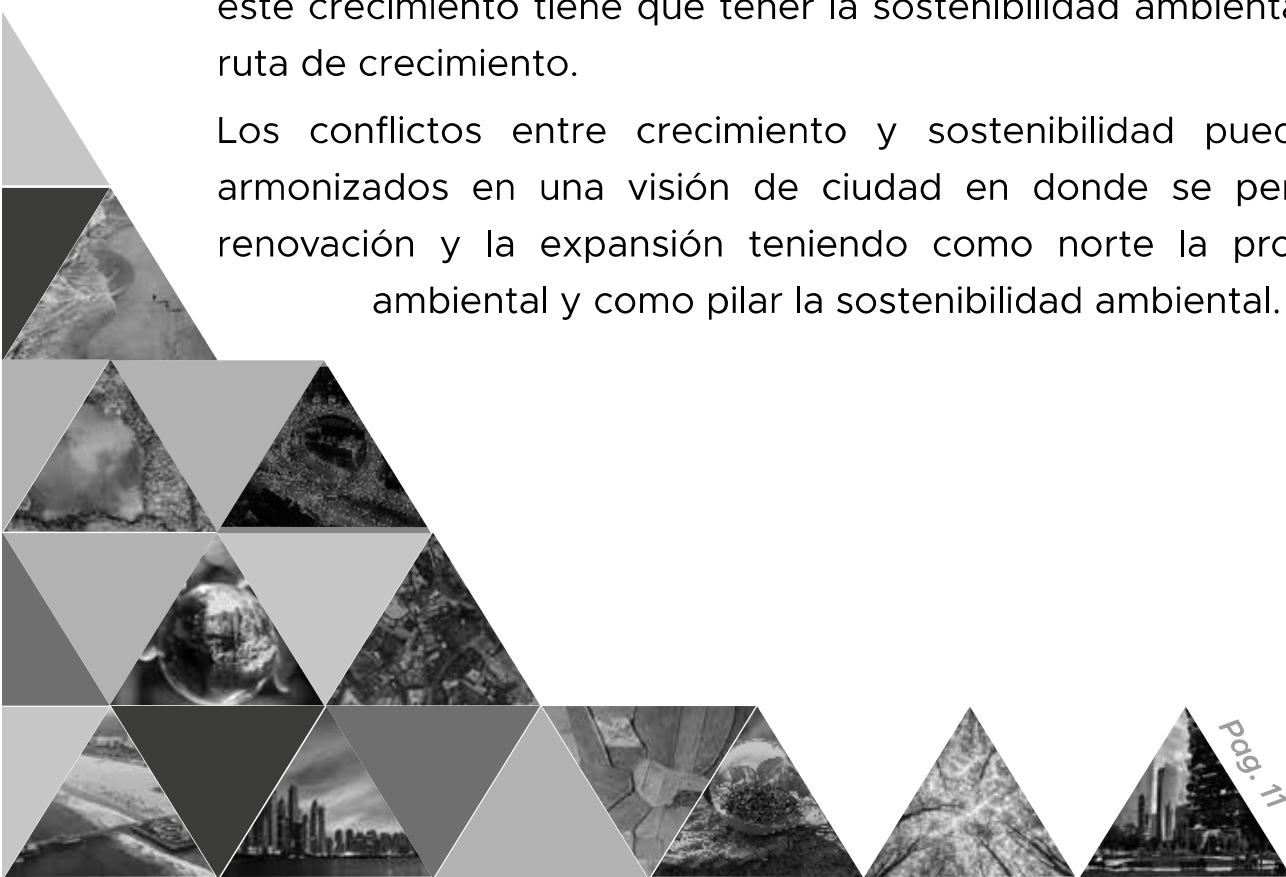 este crecimiento tiene que tener la sostenibilidad
ruta de crecimiento.
Los conflictos entre crecimiento y sostenibilidad
armonizados en una visión de ciudad en donde se
renovación y la expansión teniendo como norte la
ambiental y como pilar la sostenibilidad ambiental.
Pag. 11